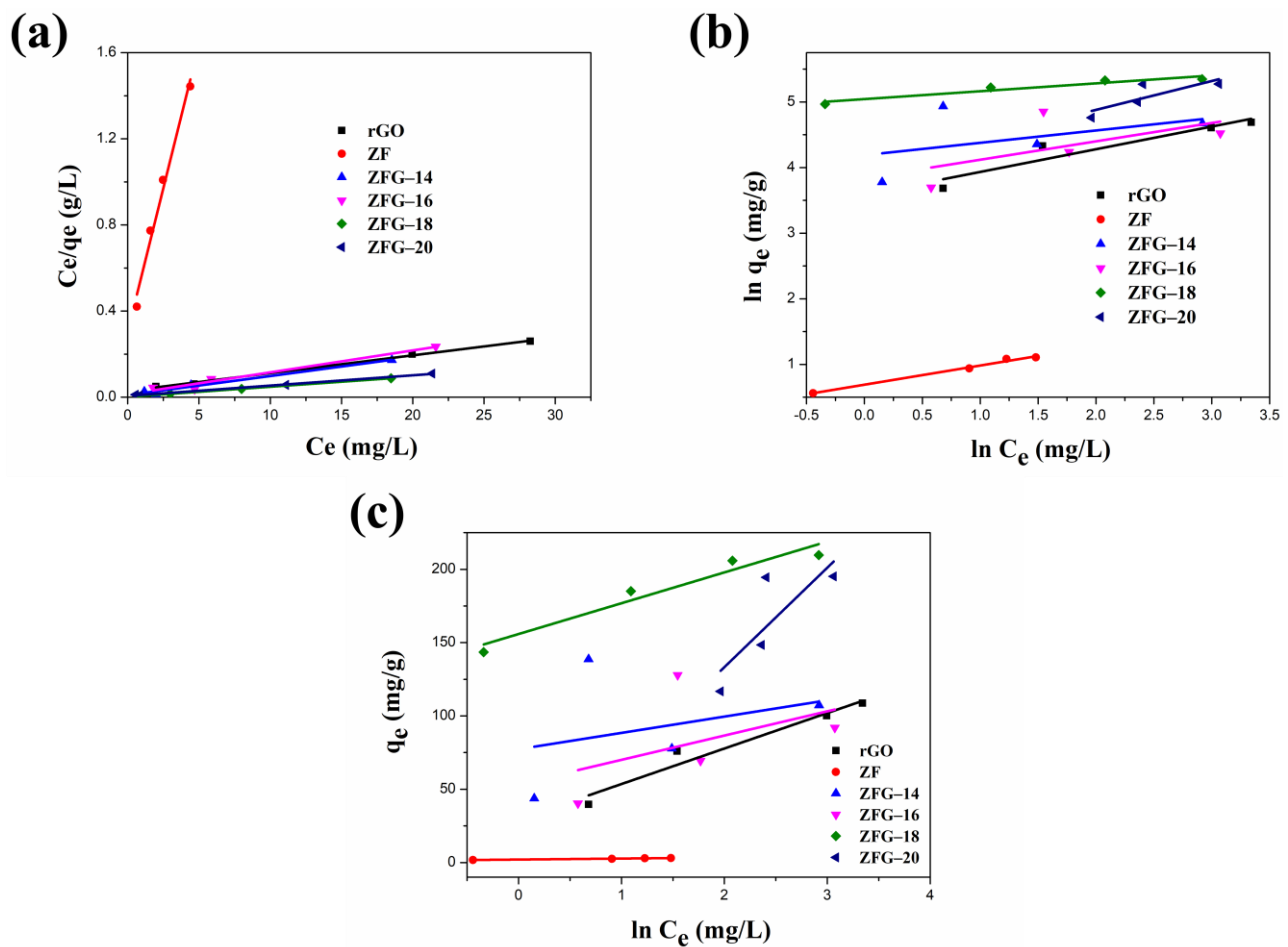 (a)
1.6
1.2
0.8
0.4
0.0
Ce/qe (g/L)
rGO
ZF
ZFG–14
ZFG–16
ZFG–18
ZFG–20
0
5
10
15
20
25
30
Ce (mg/L)
(b)
6
5
4
3
2
1
0
ln qe (mg/g)
rGO
ZF
ZFG–14
ZFG–16
ZFG–18
ZFG–20
-0.5
0.0
0.5
1.0
1.5
2.0
2.5
3.0
3.5
ln Ce (mg/L)
(c)
200
150
100
50
0
qe (mg/g)
rGO
ZF
ZFG–14
ZFG–16
ZFG–18
ZFG–20
0
1
2
3
4
ln Ce (mg/L)